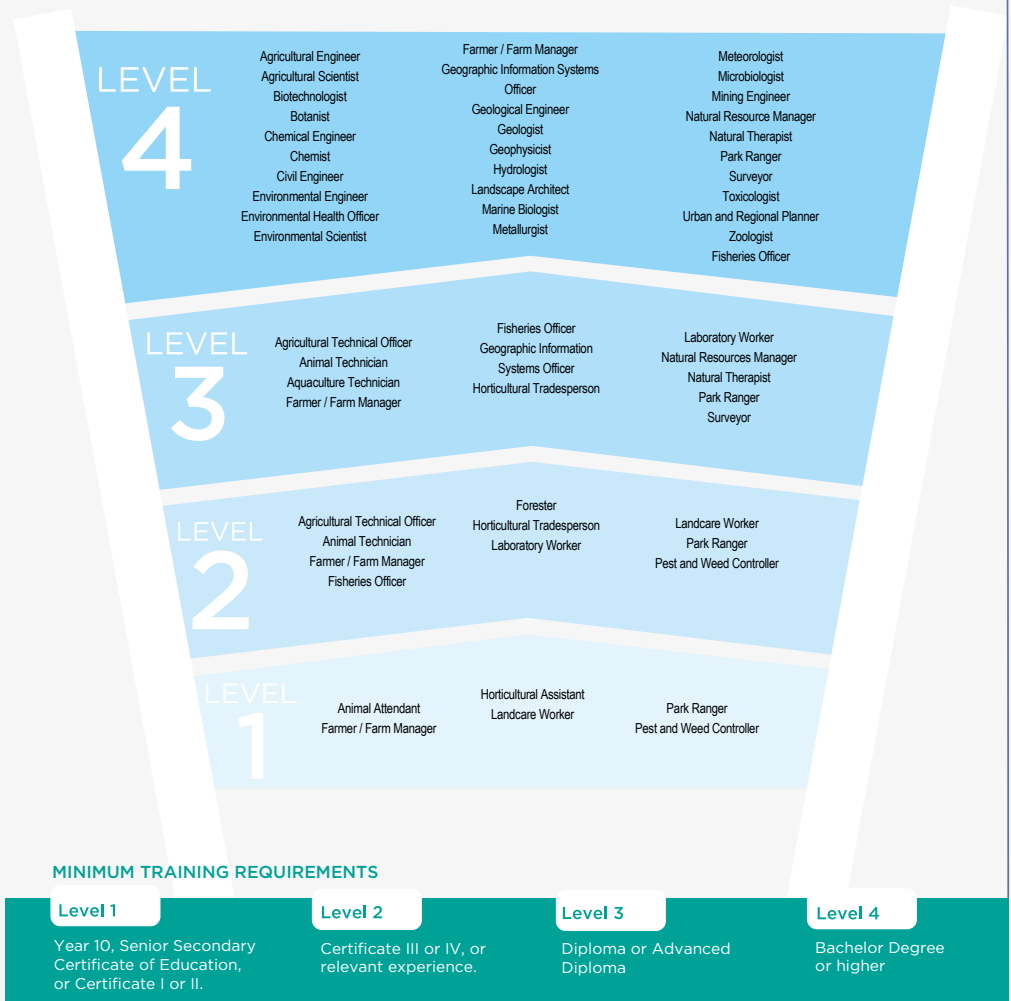 LEVEL
4
Agricultural Engineer
Agricultural Scientist
Biotechnologist
Botanist
Chemical Engineer
Chemist
Civil Engineer
Environmental Engineer
Environmental Health Officer
Environmental Scientist
Farmer / Farm Manager
Geographic Information Systems
Officer
Geological Engineer
Geologist
Geophysicist
Hydrologist
Landscape Architect
Marine Biologist
Metallurgist
Meteorologist
Microbiologist
Mining Engineer
Natural Resource Manager
Natural Therapist
Park Ranger
Surveyor
Toxicologist
Urban and Regional Planner
Zoologist
Fisheries Officer
LEVEL
3
Agricultural Technical Officer
Animal Technician
Aquaculture Technician
Farmer / Farm Manager
Fisheries Officer
Geographic Information
Systems Officer
Horticultural Tradesperson
Laboratory Worker
Natural Resources Manager
Natural Therapist
Park Ranger
Surveyor
LEVEL
2
Agricultural Technical Officer
Animal Technician
Farmer / Farm Manager
Fisheries Officer
Forester
Horticultural Tradesperson
Laboratory Worker
Landcare Worker
Park Ranger
Pest and Weed Controller
LEVEL
1
Animal Attendant
Farmer / Farm Manager
Horticultural Assistant
Landcare Worker
Park Ranger
Pest and Weed Controller
MINIMUM TRAINING REQUIREMENTS
Level 1
Year 10, Senior Secondary
Certificate of Education,
or Certificate I or II.
Level 2
Certificate III or IV, or
relevant experience.
Level 3
Diploma or Advanced
Diploma
Level 4
Bachelor Degree
or higher